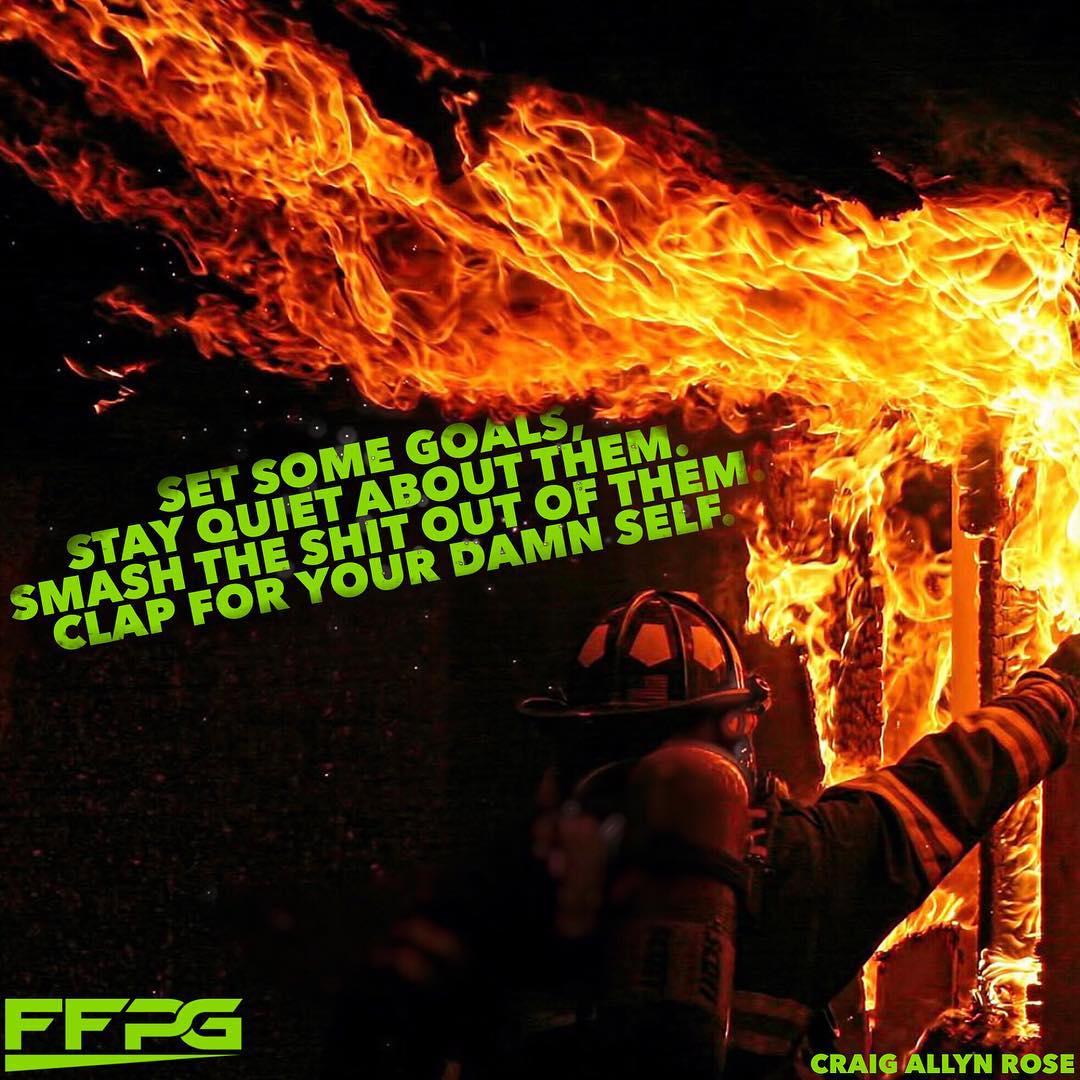 SET SOME GOALS,
STAY QUIET ABOUT THEM.
SMASH THE SHIT OUT OF THEM.
CLAP FOR YOUR DAMN SELF.
FFPG
CRAIG ALLYN ROSE